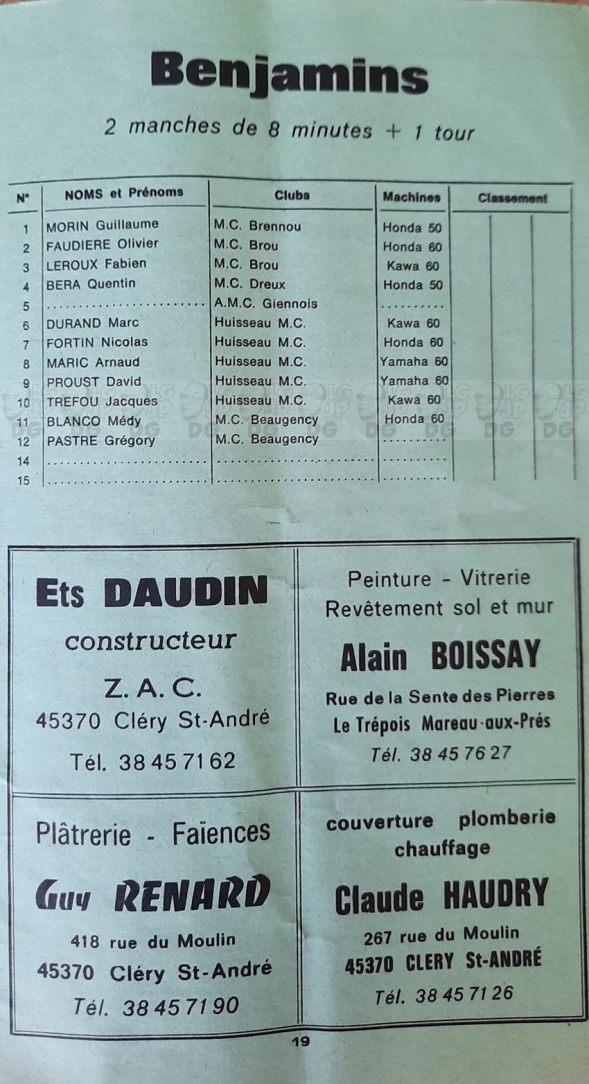 Benjamins
2 manches de 8 minutes + 1 tour
N° NOMS et Prénoms Clubs Machines Classement
1 MORIN Guillaume M.C. Brennou Honda 50
2 FAUDIERE Olivier M.C. Brou Honda 60
3 LEROUX Fabien M.C. Brou Kawa 60
4 BERA Quentin M.C. Dreux Honda 50
5 ........................ A.M.C. Giennois ..........
6 DURAND Marc Huisseau M.C. Kawa 60
7 FORTIN Nicolas Huisseau M.C. Honda 60
8 MARIC Arnaud Huisseau M.C. Yamaha 60
9 PROUST David Huisseau M.C. Yamaha 60
10 TREFOU Jacques Huisseau M.C. Kawa 60
11 BLANCO Médy M.C. Beaugency Honda 60
12 PASTRE Grégory M.C. Beaugency ..........
14 ........................ ........................ ..........
15 ........................ ........................ ..........
Ets DAUDIN
constructeur
Z.A.C.
45370 Cléry St-André
Tél. 38 45 71 62
Peinture - Vitrerie
Revêtement sol et mur
Alain BOISSAY
Rue de la Sente des Pierres
Le Trépois Mareau-aux-Prés
Tél. 38 45 76 27
Plâtrerie - Faïences
Guy RENARD
418 rue du Moulin
45370 Cléry St-André
Tél. 38 45 71 90
couverture plomberie
chauffage
Claude HAUDRY
267 rue du Moulin
45370 CLERY St-ANDRÉ
Tél. 38 45 71 26
19